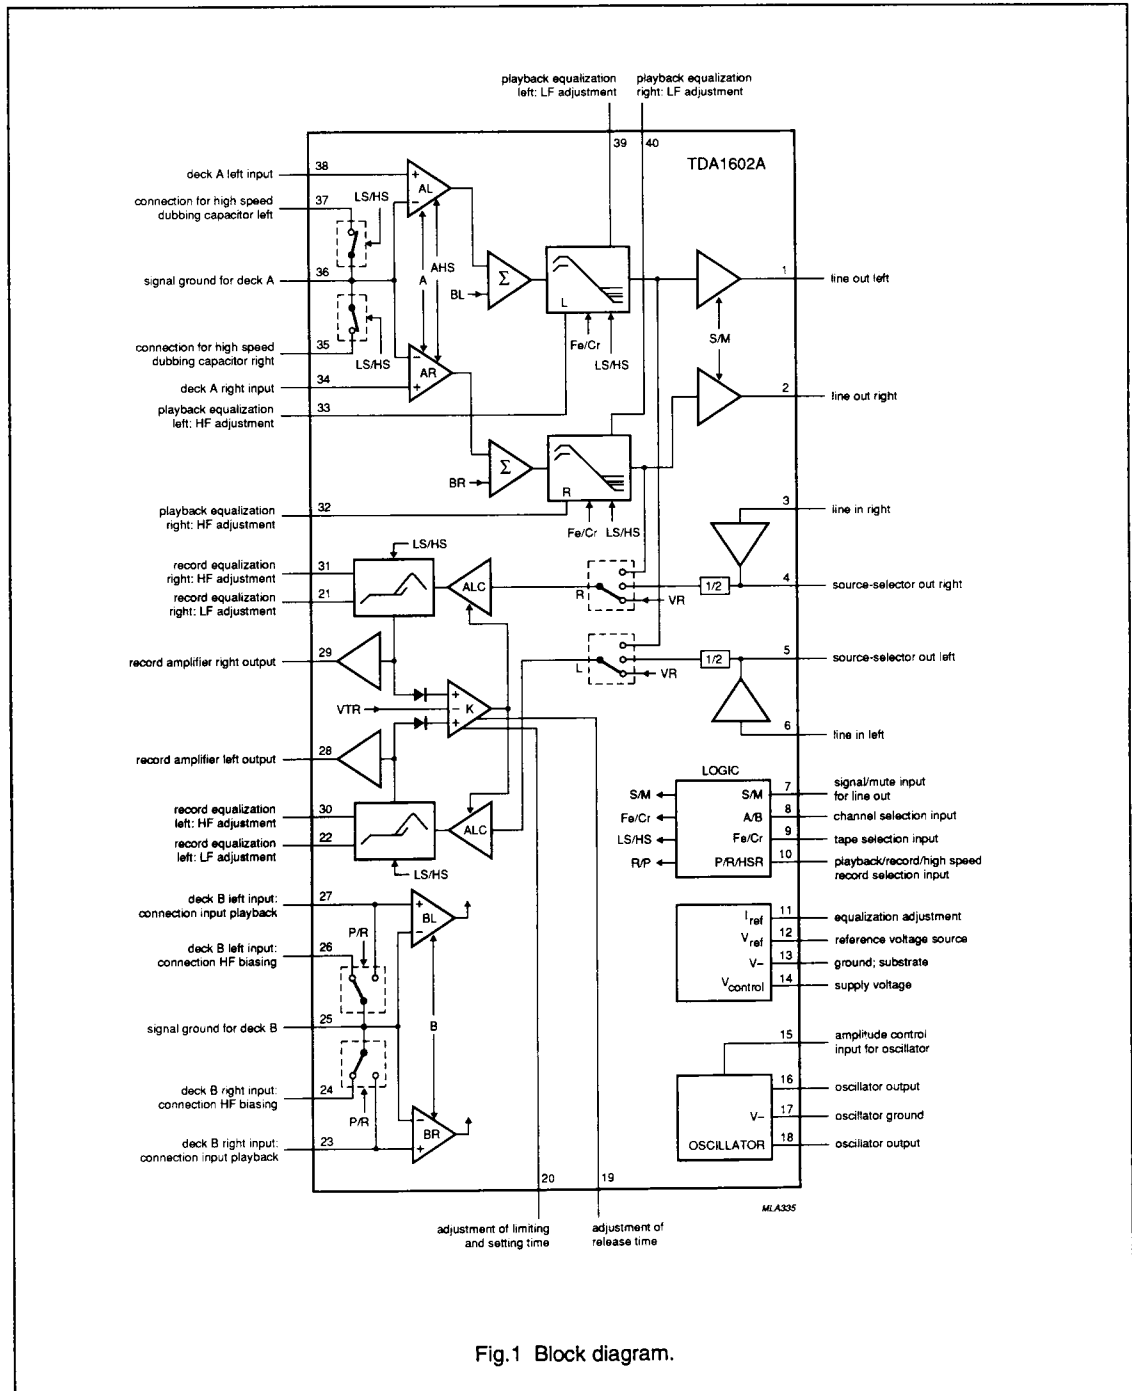 playback equalization
left: LF adjustment
playback equalization
right: LF adjustment
39
40
TDA1602A
38
deck A left input
connection for high speed
dubbing capacitor left
37
LS/HS
AL
+
−
36
signal ground for deck A
A
AHS
BL
Σ
L
Fe/Cr
LS/HS
1
line out left
S/M
35
connection for high speed
dubbing capacitor right
LS/HS
−
AR
+
34
deck A right input
2
line out right
33
playback equalization
left: HF adjustment
BR
Σ
R
Fe/Cr
LS/HS
32
playback equalization
right: HF adjustment
3
line in right
LS/HS
31
record equalization
right: HF adjustment
21
record equalization
right: LF adjustment
ALC
R
VR
1/2
4
source-selector out right
29
record amplifier right output
L
VR
1/2
5
source-selector out left
VTR
+
−
+
K
6
line in left
28
record amplifier left output
30
record equalization
left: HF adjustment
22
record equalization
left: LF adjustment
ALC
LS/HS
LOGIC
S/M
S/M
7
signal/mute input
for line out
Fe/Cr
A/B
8
channel selection input
LS/HS
Fe/Cr
9
tape selection input
R/P
P/R/HSR
10
playback/record/high speed
record selection input
27
deck B left input:
connection input playback
+
BL
−
P/R
26
deck B left input:
connection HF biasing
25
signal ground for deck B
B
24
deck B right input:
connection HF biasing
P/R
−
BR
+
23
deck B right input:
connection input playback
Iref
11
equalization adjustment
Vref
12
reference voltage source
V−
13
ground; substrate
Vcontrol
14
supply voltage
15
amplitude control
input for oscillator
16
oscillator output
V−
17
oscillator ground
OSCILLATOR
18
oscillator output
20
19
adjustment of limiting
and setting time
adjustment of
release time
MLA335
Fig.1 Block diagram.